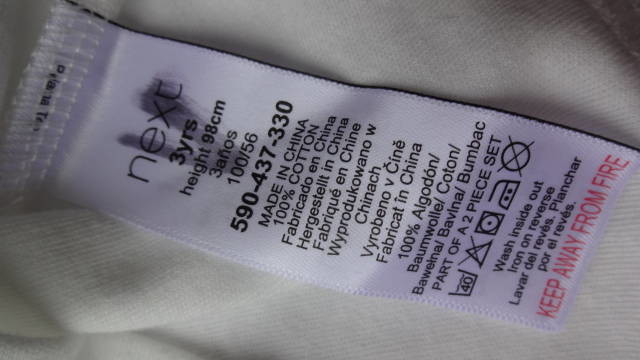 next
3yrs
height 98cm
3años
100/56
590-437-330
MADE IN CHINA
100% COTTON
Fabricado en China
Hergestellt in China
Fabriqué en Chine
Wyprodukowano w
Chinach
Vyrobeno v Číně
Fabricat în China
100% Algodón/
Baumwolle/ Coton/
Bawełna/ Bavlna/ Bumbac
PART OF A 2 PIECE SET
40
Wash inside out
Iron on reverse
Lavar del revés. Planchar
por el revés.
KEEP AWAY FROM FIRE